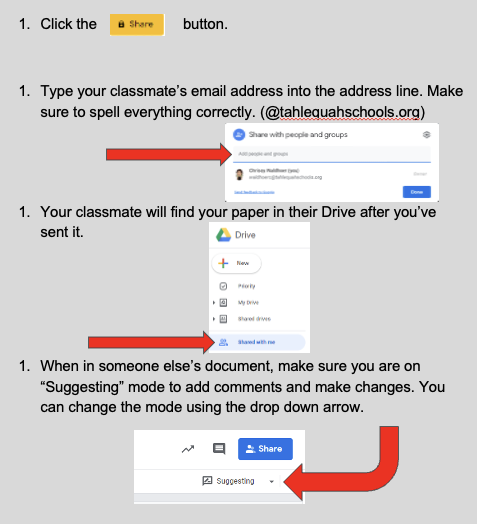 1. Click the Share button.
1. Type your classmate's email address into the address line. Make
sure to spell everything correctly. (@tahlequahschools.org)
Share with people and groups
Add people and groups
(you)
Done
1. Your classmate will find your paper in their Drive after you've
sent it.
Drive
New
Priority
My Drive
Shared drives
Shared with me
1. When in someone else's document, make sure you are on
"Suggesting" mode to add comments and make changes. You
can change the mode using the drop down arrow.
Share
Suggesting